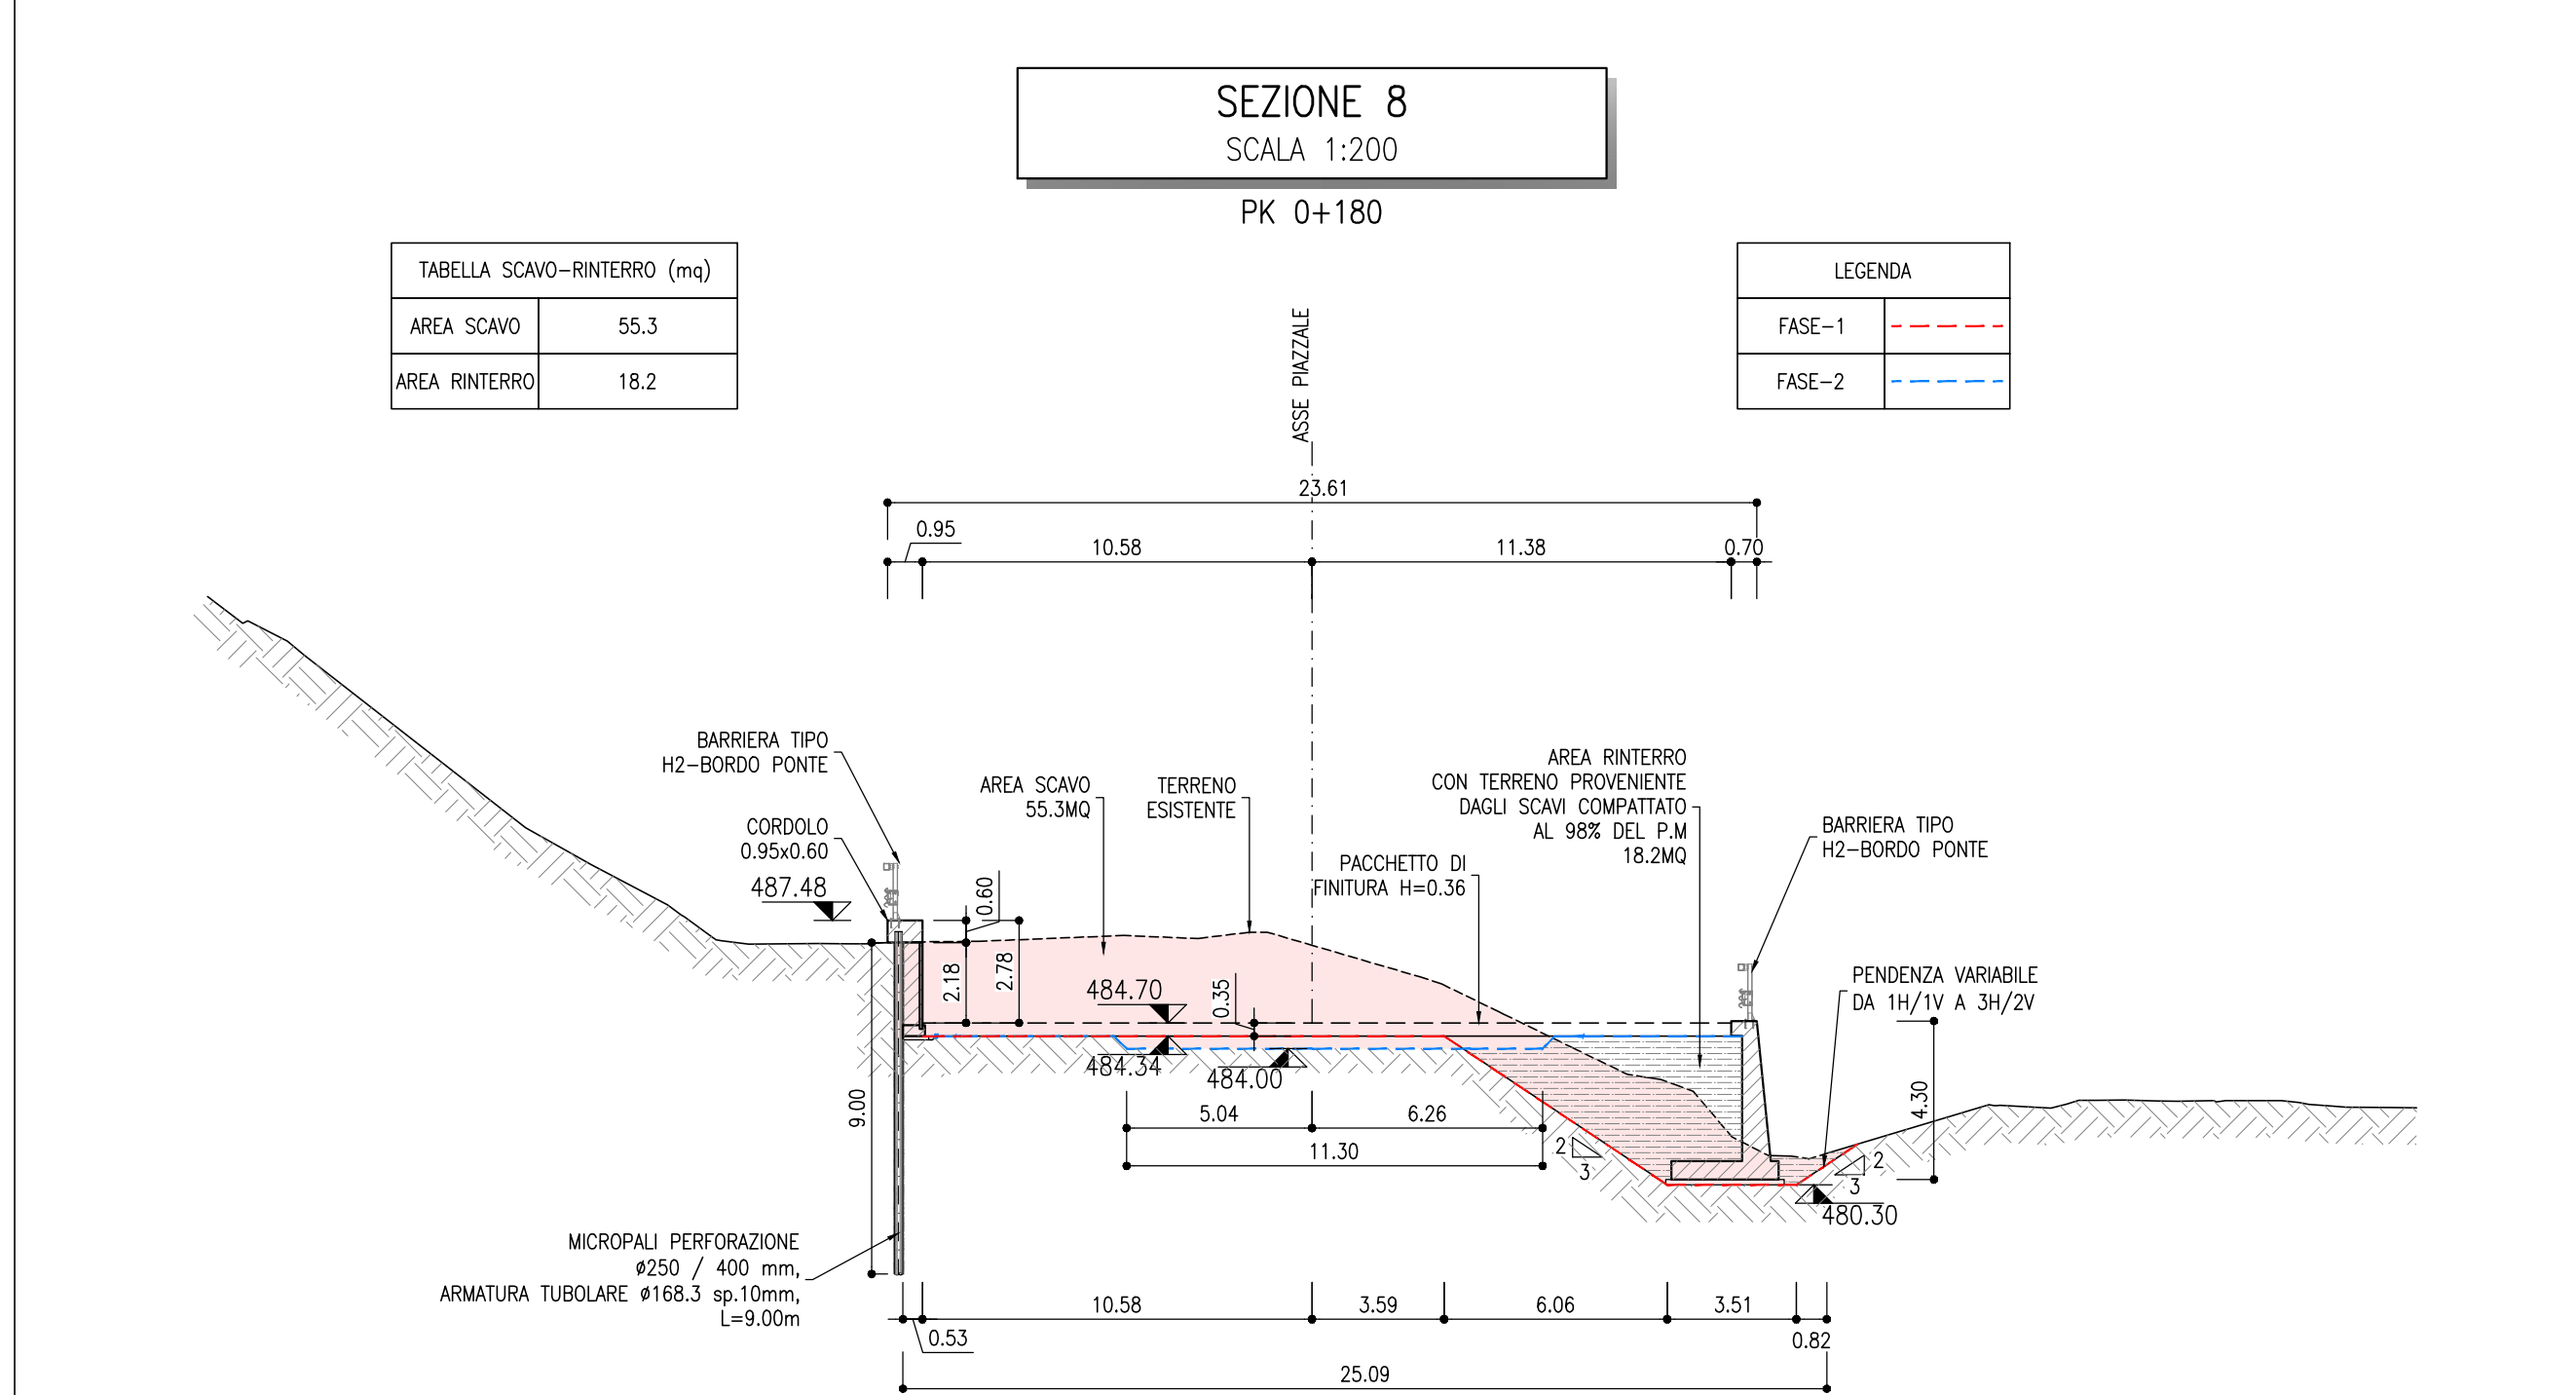 SEZIONE 8
SCALA 1:200
PK 0+180
TABELLA SCAVO-RINTERRO (mq)
AREA SCAVO 55.3
AREA RINTERRO 18.2
LEGENDA
FASE-1
FASE-2
ASSE PIAZZALE
23.61
0.95
10.58
11.38
0.70
BARRIERA TIPO
H2-BORDO PONTE
CORDOLO
0.95x0.60
487.48
AREA SCAVO
55.3MQ
TERRENO
ESISTENTE
AREA RINTERRO
CON TERRENO PROVENIENTE
DAGLI SCAVI COMPATTATO
AL 98% DEL P.M
18.2MQ
PACCHETTO DI
FINITURA H=0.36
BARRIERA TIPO
H2-BORDO PONTE
PENDENZA VARIABILE
DA 1H/1V A 3H/2V
0.60
2.18
2.78
484.70
0.35
484.34
484.00
9.00
5.04
6.26
11.30
2
3
2
3
4.30
480.30
MICROPALI PERFORAZIONE
ø250 / 400 mm,
ARMATURA TUBOLARE ø168.3 sp.10mm,
L=9.00m
10.58
3.59
6.06
3.51
0.53
0.82
25.09